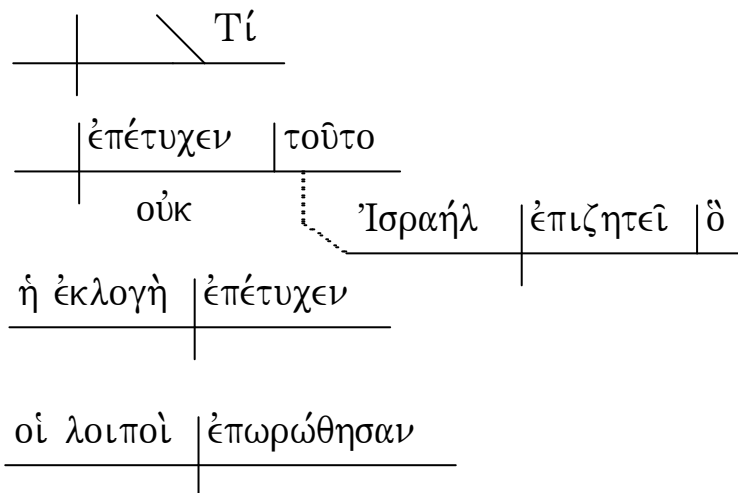 Τί
ἐπέτυχεν τοῦτο
οὐκ
Ἰσραήλ ἐπιζητεῖ ὃ
ἡ ἐκλογὴ ἐπέτυχεν
οἱ λοιποὶ ἐπωρώθησαν